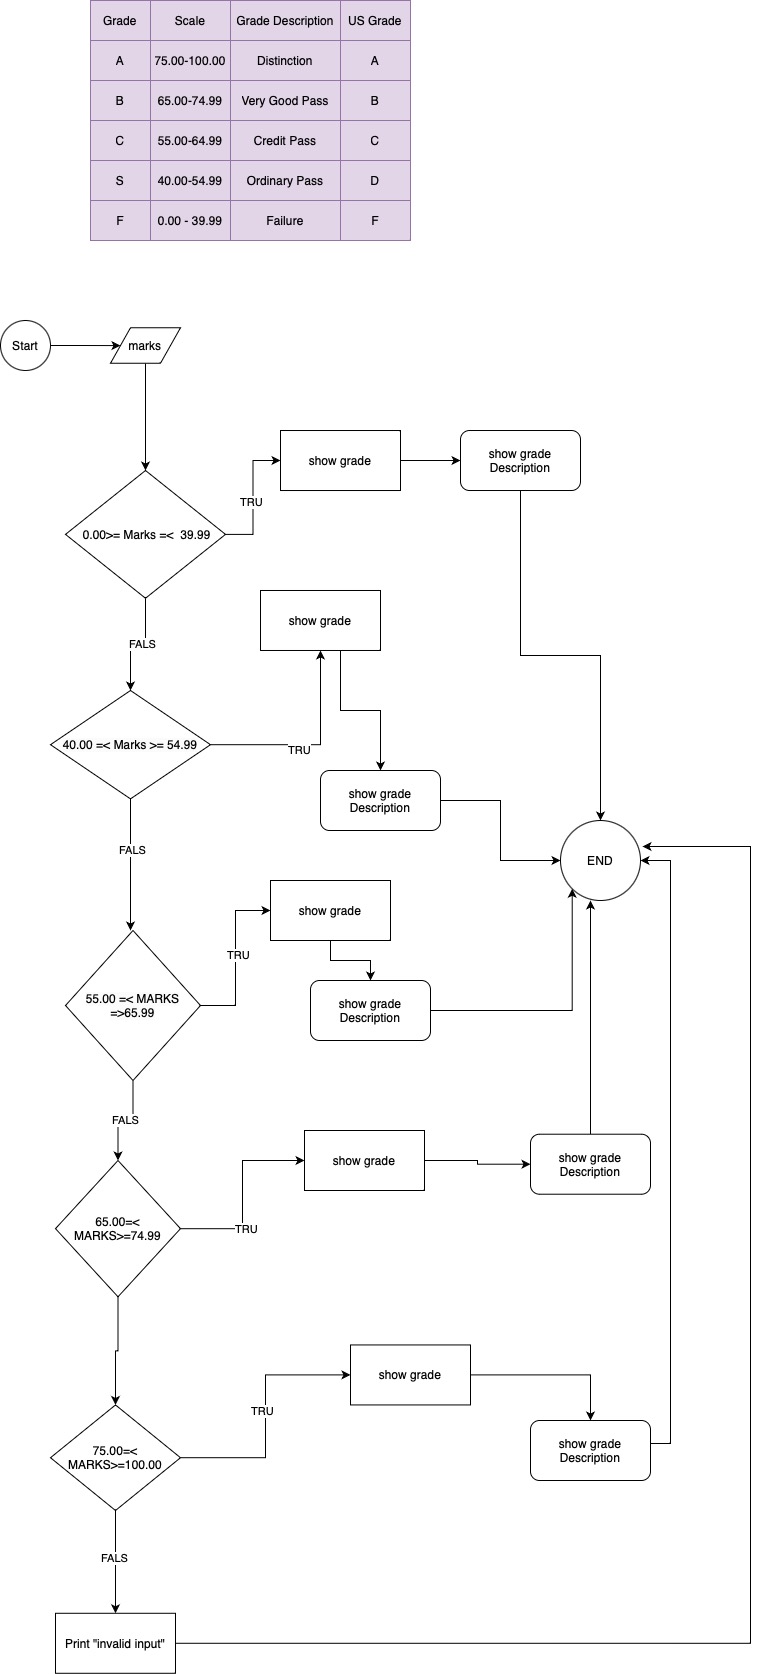 Grade Scale Grade Description US Grade
A 75.00-100.00 Distinction A
B 65.00-74.99 Very Good Pass B
C 55.00-64.99 Credit Pass C
S 40.00-54.99 Ordinary Pass D
F 0.00 - 39.99 Failure F
Start
marks
show grade
show grade
Description
TRU
0.00>= Marks =< 39.99
show grade
FALS
40.00 =< Marks >= 54.99
TRU
show grade
Description
FALS
END
show grade
TRU
55.00 =< MARKS
=>65.99
show grade
Description
FALS
show grade
show grade
Description
65.00=<
MARKS>=74.99
TRU
show grade
TRU
75.00=<
MARKS>=100.00
show grade
Description
FALS
Print "invalid input"